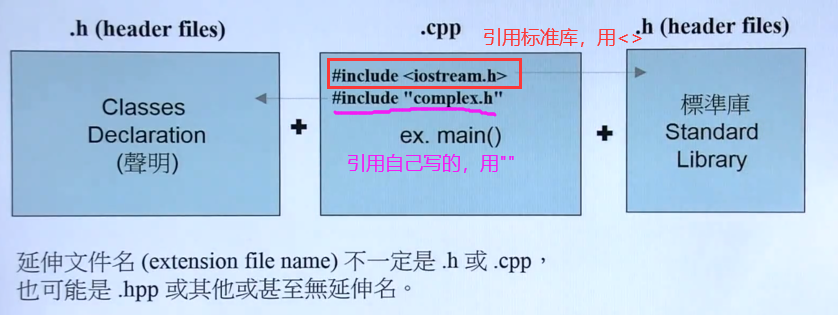 .h (header files)
.cpp
引用标准库，用<>
.h (header files)
Classes
Declaration
(聲明)
+
#include <iostream.h>
#include "complex.h"
ex. main()
引用自己写的，用""
+
標準庫
Standard
Library
延伸文件名 (extension file name) 不一定是 .h 或 .cpp，
也可能是 .hpp 或其他或甚至無延伸名。